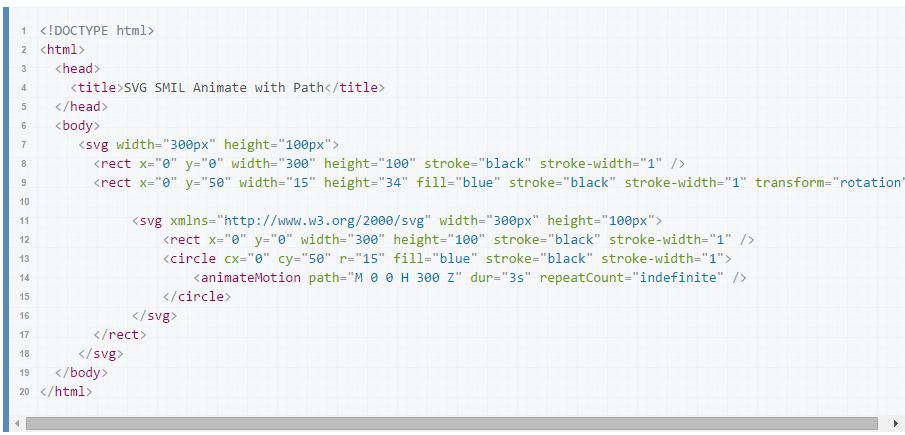 1 <!DOCTYPE html>
2 <html>
3 <head>
4 <title>SVG SMIL Animate with Path</title>
5 </head>
6 <body>
7 <svg width="300px" height="100px">
8 <rect x="0" y="0" width="300" height="100" stroke="black" stroke-width="1" />
9 <rect x="0" y="50" width="15" height="34" fill="blue" stroke="black" stroke-width="1" transform="rotation"
10
11 <svg xmlns="http://www.w3.org/2000/svg" width="300px" height="100px">
12 <rect x="0" y="0" width="300" height="100" stroke="black" stroke-width="1" />
13 <circle cx="0" cy="50" r="15" fill="blue" stroke="black" stroke-width="1">
14 <animateMotion path="M 0 0 H 300 Z" dur="3s" repeatCount="indefinite" />
15 </circle>
16 </svg>
17 </rect>
18 </svg>
19 </body>
20 </html>